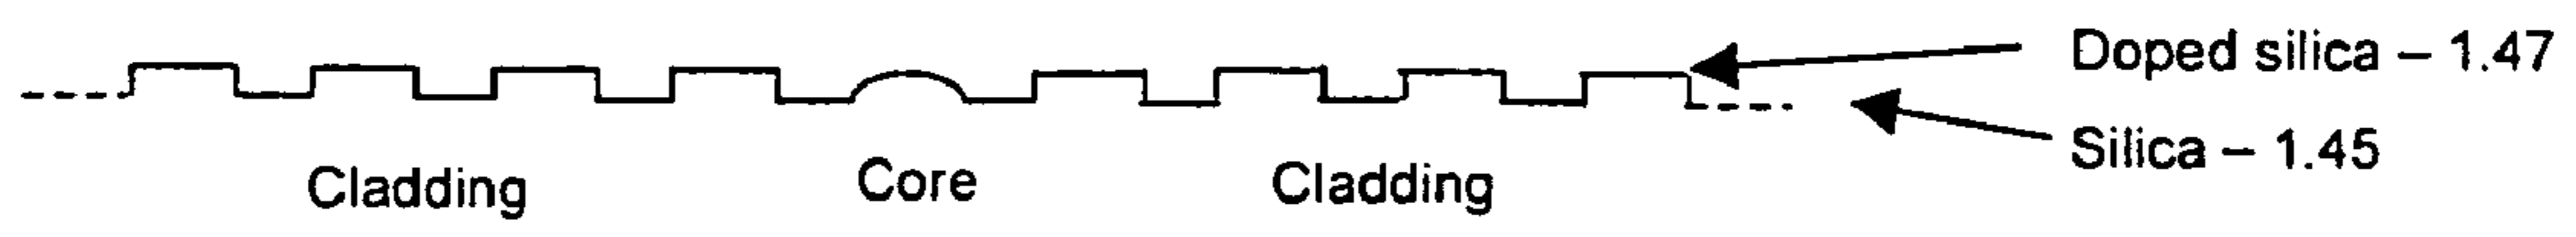 Doped silica – 1.47
Silica – 1.45
Cladding
Core
Cladding